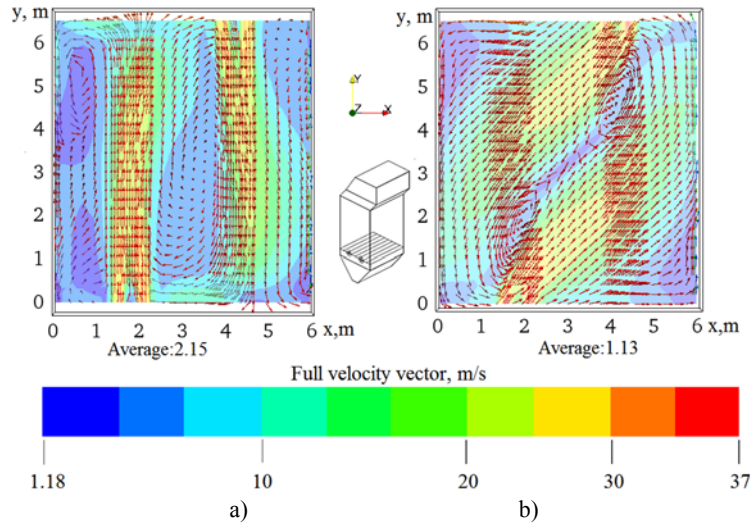 y, m
6
5
4
3
2
1
0
0 1 2 3 4 5 6 x,m
Average:2.15
Y
Z X
y, m
6
5
4
3
2
1
0
0 1 2 3 4 5 6 x,m
Average:1.13
Full velocity vector, m/s
1.18 10 20 30 37
a) b)